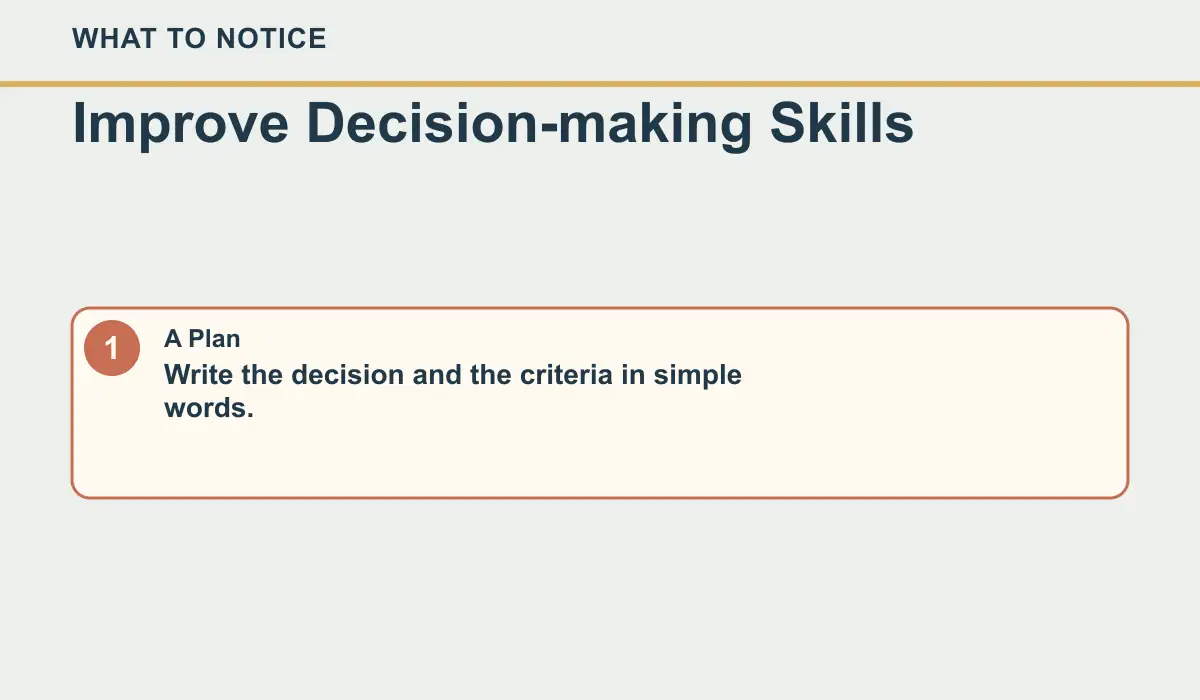 WHAT TO NOTICE
Improve Decision-making Skills
1
A Plan
Write the decision and the criteria in simple
words.